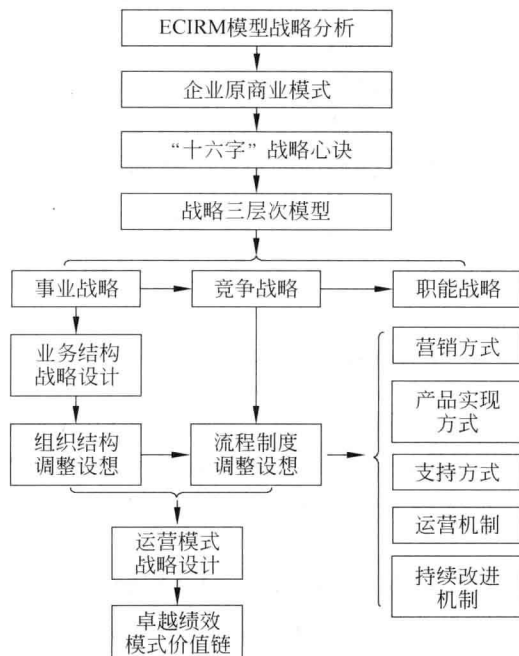 ECIRM模型战略分析
企业原商业模式
“十六字”战略心诀
战略三层次模型
事业战略
竞争战略
职能战略
业务结构
战略设计
营销方式
产品实现
方式
组织结构
调整设想
流程制度
调整设想
支持方式
运营机制
运营模式
战略设计
持续改进
机制
卓越绩效
模式价值链